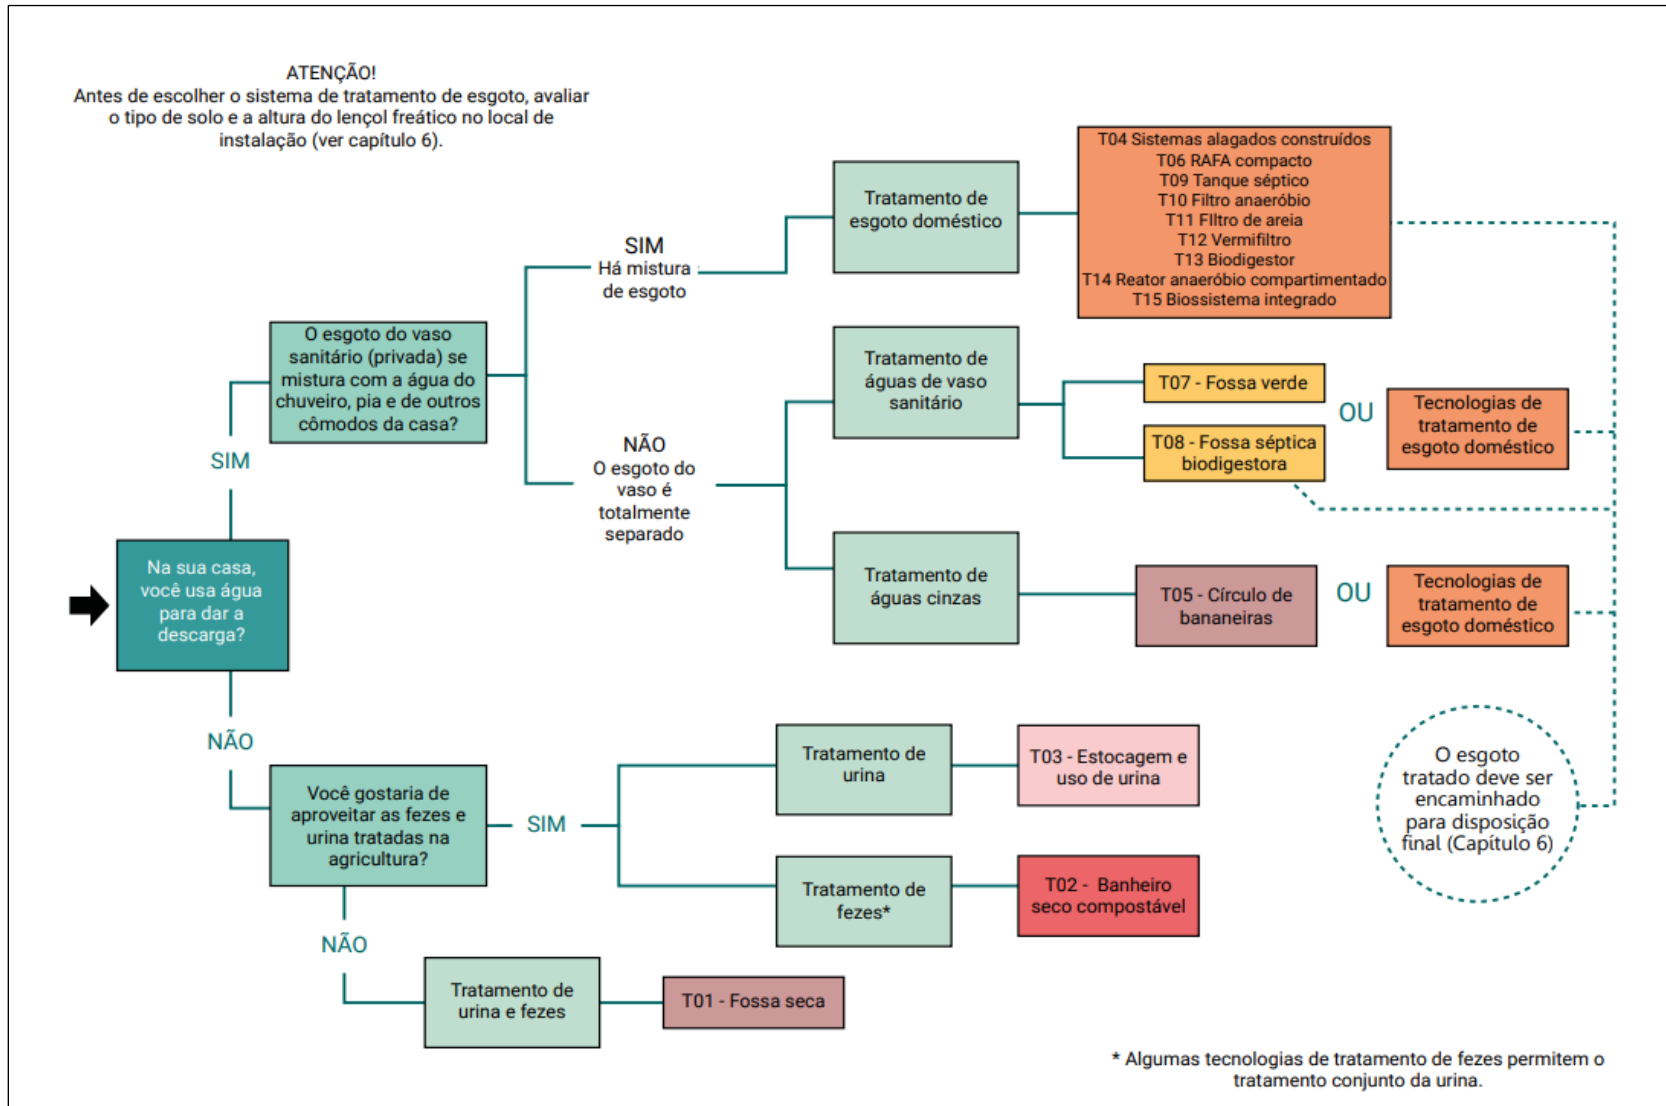 ATENÇÃO!
Antes de escolher o sistema de tratamento de esgoto, avaliar
o tipo de solo e a altura do lençol freático no local de
instalação (ver capítulo 6).
Na sua casa,
você usa água
para dar a
descarga?
SIM
O esgoto do vaso
sanitário (privada) se
mistura com a água do
chuveiro, pia e de outros
cômodos da casa?
SIM
Há mistura
de esgoto
Tratamento de
esgoto doméstico
T04 Sistemas alagados construídos
T06 RAFA compacto
T09 Tanque séptico
T10 Filtro anaeróbio
T11 FIltro de areia
T12 Vermifiltro
T13 Biodigestor
T14 Reator anaeróbio compartimentado
T15 Biossistema integrado
NÃO
O esgoto do
vaso é
totalmente
separado
Tratamento de
águas de vaso
sanitário
T07 - Fossa verde
T08 - Fossa séptica
biodigestora
OU
Tecnologias de
tratamento de
esgoto doméstico
Tratamento de
águas cinzas
T05 - Círculo de
bananeiras
OU
Tecnologias de
tratamento de
esgoto doméstico
NÃO
Você gostaria de
aproveitar as fezes e
urina tratadas na
agricultura?
SIM
Tratamento de
urina
T03 - Estocagem e
uso de urina
Tratamento de
fezes*
T02 -  Banheiro
seco compostável
NÃO
Tratamento de
urina e fezes
T01 - Fossa seca
O esgoto
tratado deve ser
encaminhado
para disposição
final (Capítulo 6)
* Algumas tecnologias de tratamento de fezes permitem o
tratamento conjunto da urina.